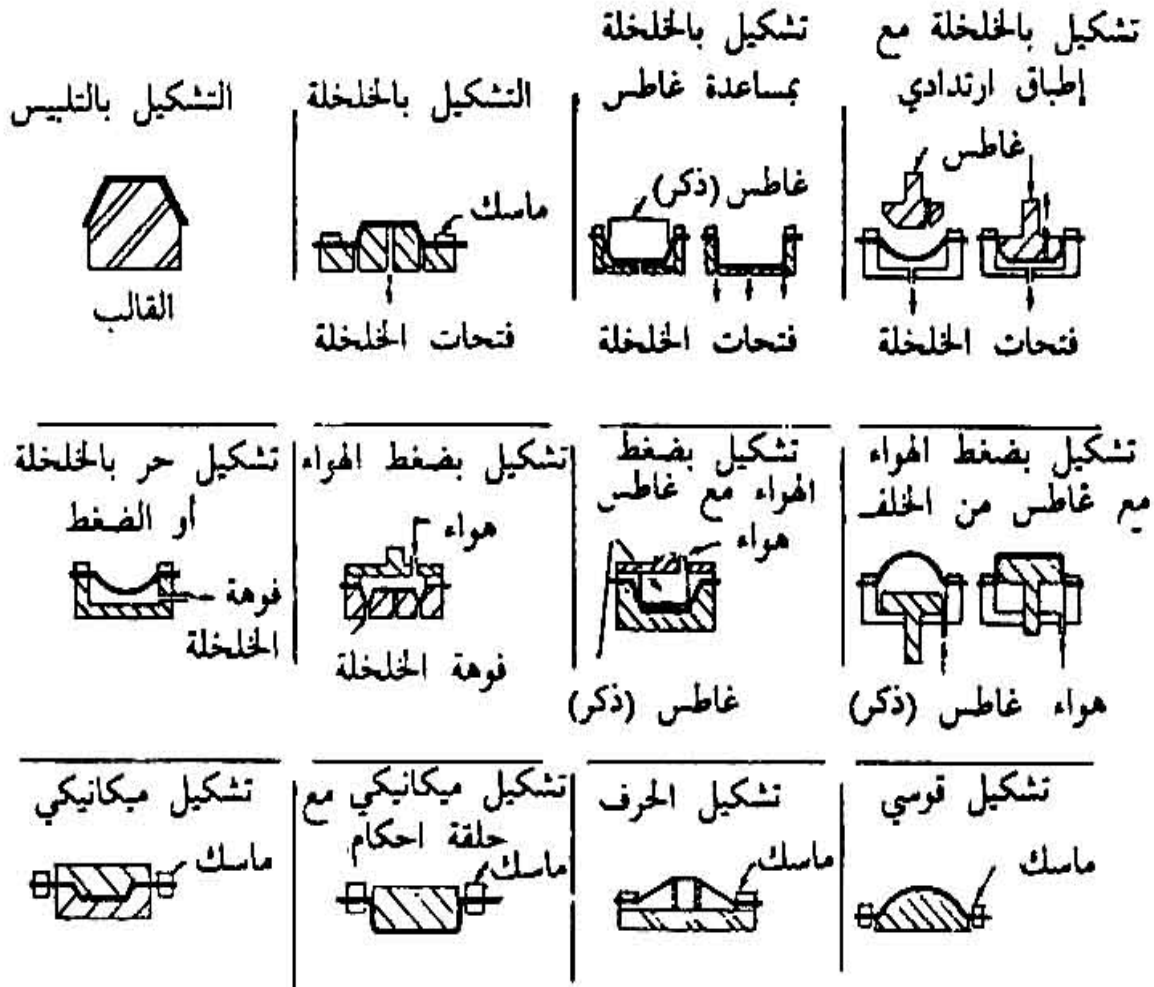 تشكيل بالخلخلة مع
إطباق ارتدادي
غاطس
فتحات الخلخلة
تشكيل بالخلخلة
بمساعدة غاطس
غاطس (ذكر)
فتحات الخلخلة
التشكيل بالخلخلة
ماسك
فتحات الخلخلة
التشكيل بالتلبيس
القالب
تشكيل بضغط الهواء
مع غاطس من الخلف
هواء غاطس (ذكر)
تشكيل بضغط
الهواء مع غاطس
هواء
غاطس (ذكر)
تشكيل بضغط الهواء
هواء
فوهة الخلخلة
تشكيل حر بالخلخلة
أو الضغط
فوهة
الخلخلة
تشكيل قوسي
ماسك
تشكيل الحرف
ماسك
تشكيل ميكانيكي مع
حلقة احكام
ماسك
تشكيل ميكانيكي
ماسك